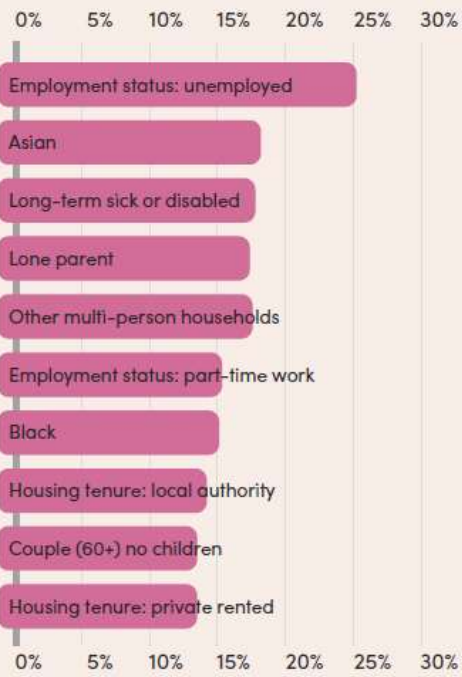 0% 5% 10% 15% 20% 25% 30%
Employment status: unemployed
Asian
Long-term sick or disabled
Lone parent
Other multi-person households
Employment status: part-time work
Black
Housing tenure: local authority
Couple (60+) no children
Housing tenure: private rented
0% 5% 10% 15% 20% 25% 30%